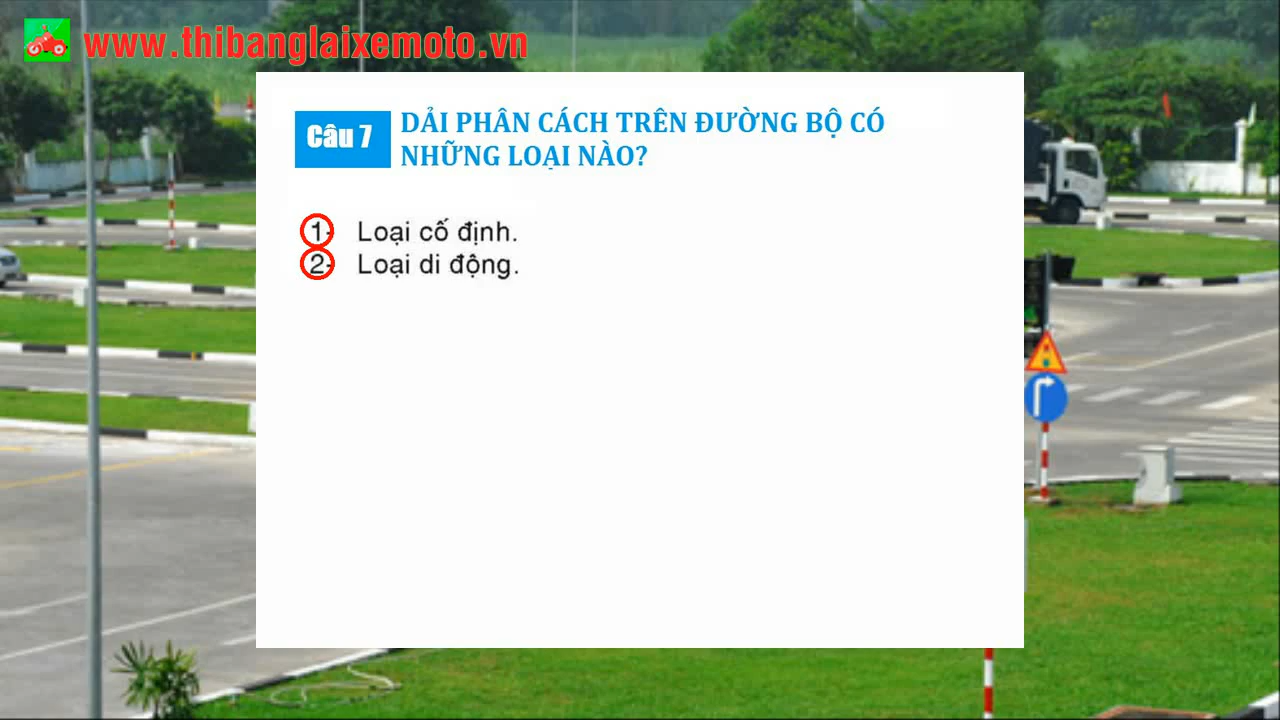 www.thibanglaixemoto.vn
Câu 7
DẢI PHÂN CÁCH TRÊN ĐƯỜNG BỘ CÓ
NHỮNG LOẠI NÀO?
1- Loại cố định.
2- Loại di động.